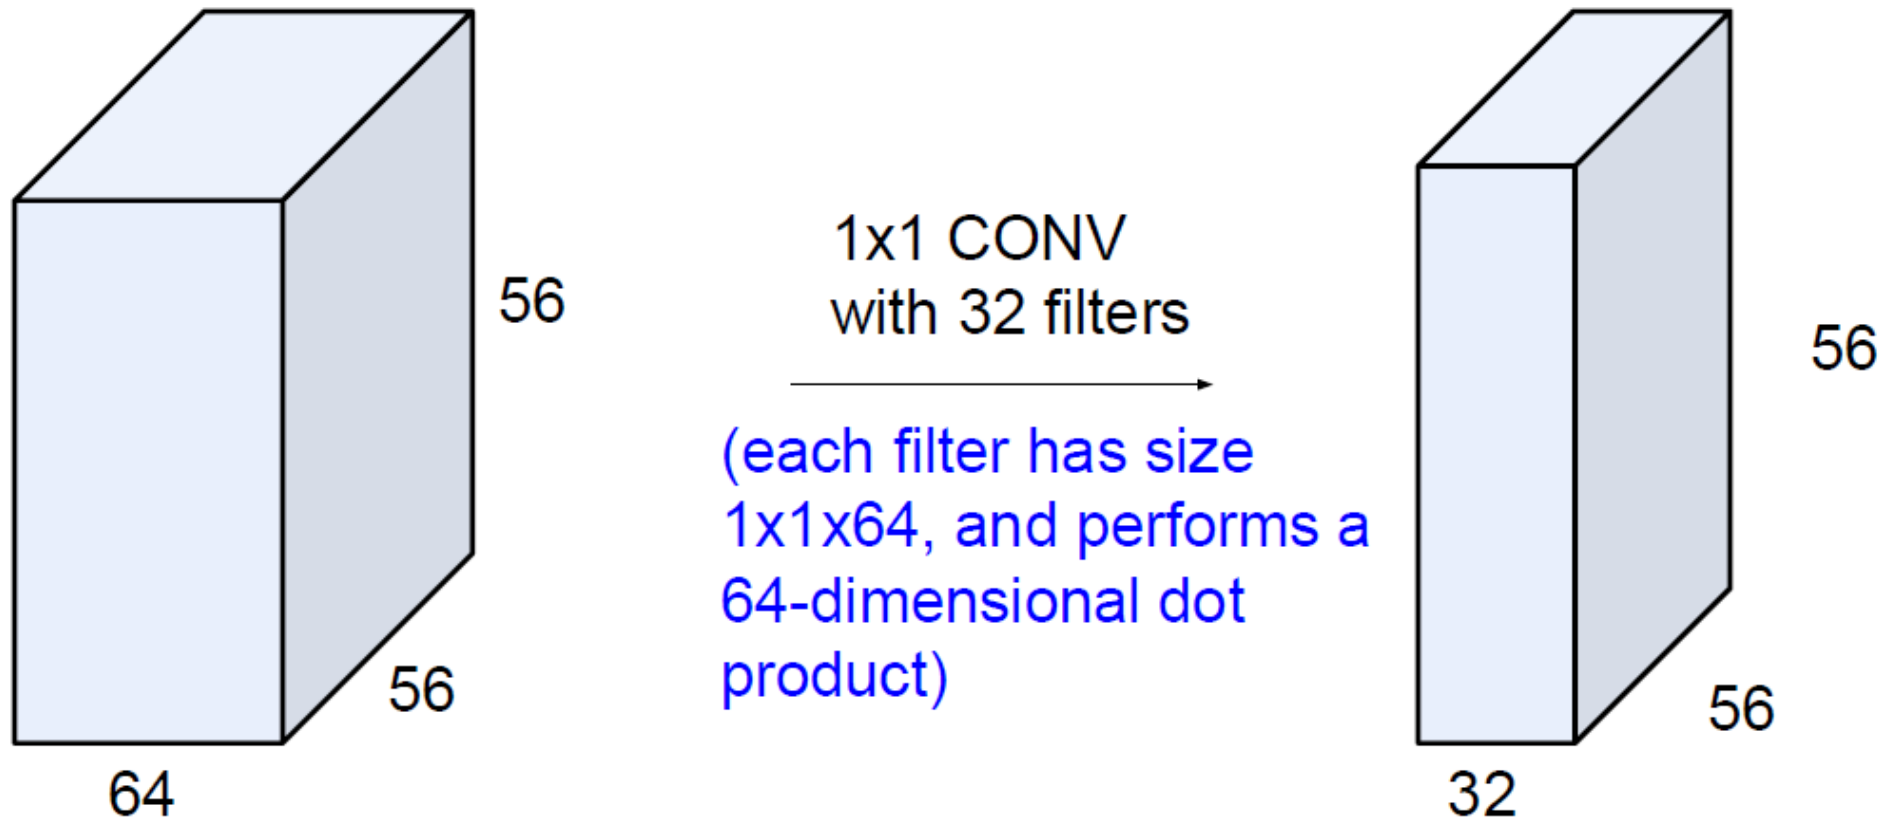 56
56
64
1x1 CONV
with 32 filters
(each filter has size
1x1x64, and performs a
64-dimensional dot
product)
56
56
32